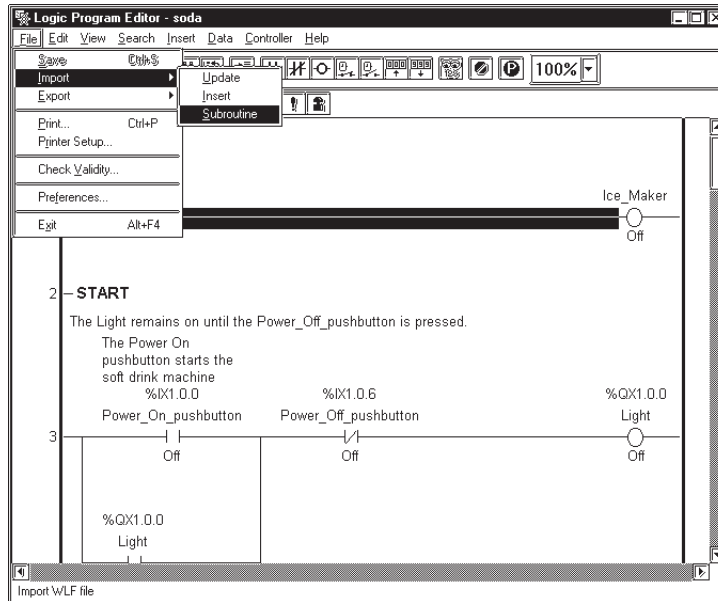 Logic Program Editor - soda
File Edit View Search Insert Data Controller Help
Save Ctrl+S
Import
Export
Print... Ctrl+P
Printer Setup...
Check Validity...
Preferences...
Exit Alt+F4
Update
Insert
Subroutine
100%
Ice_Maker
Off
2 START
The Light remains on until the Power_Off_pushbutton is pressed.
The Power On
pushbutton starts the
soft drink machine
%IX1.0.0 %IX1.0.6 %QX1.0.0
Power_On_pushbutton Power_Off_pushbutton Light
3
Off Off Off
%QX1.0.0
Light
Import WLF file